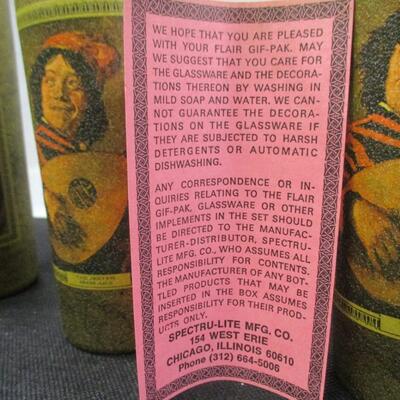 WE HOPE THAT YOU ARE PLEASED
WITH YOUR FLAIR GIF-PAK. MAY
WE SUGGEST THAT YOU CARE FOR
THE GLASSWARE AND THE DECORA-
TIONS THEREON BY WASHING IN
MILD SOAP AND WATER. WE CAN-
NOT GUARANTEE THE DECORA-
TIONS ON THE GLASSWARE IF
THEY ARE SUBJECTED TO HARSH
DETERGENTS OR AUTOMATIC
DISHWASHING.
ANY CORRESPONDENCE OR IN-
QUIRIES RELATING TO THE FLAIR
GIF-PAK, GLASSWARE OR OTHER
IMPLEMENTS IN THE SET SHOULD
BE DIRECTED TO THE MANUFAC-
TURER-DISTRIBUTOR, SPECTRU-
LITE MFG. CO., WHO ASSUMES ALL
RESPONSIBILITY FOR CONTENTS.
THE MANUFACTURER OF ANY BOT-
TLED PRODUCTS THAT MAY BE
INSERTED IN THE BOX ASSUMES
RESPONSIBILITY FOR THEIR PROD-
UCTS ONLY.
SPECTRU-LITE MFG. CO.
154 WEST ERIE
CHICAGO, ILLINOIS 60610
Phone (312) 664-5006